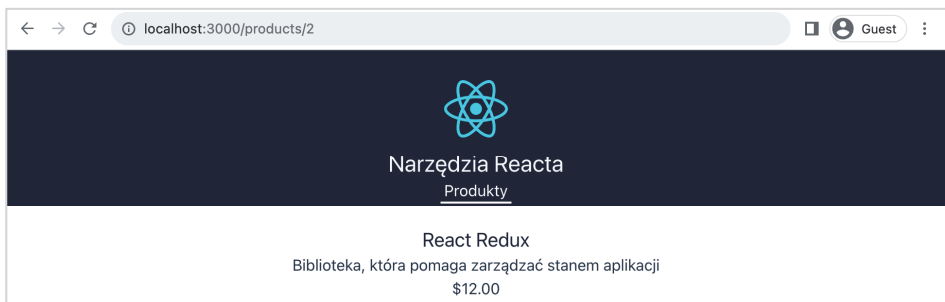 localhost:3000/products/2
Guest
Narzędzia Reacta
Produkty
React Redux
Biblioteka, która pomaga zarządzać stanem aplikacji
$12.00